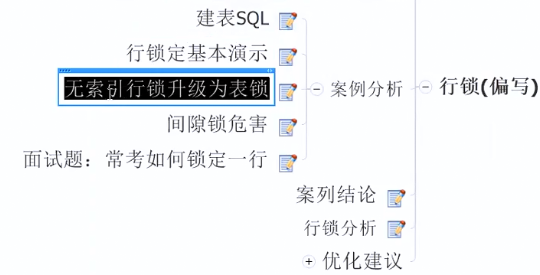 建表SQL
行锁定基本演示
无索引行锁升级为表锁
间隙锁危害
面试题：常考如何锁定一行
案例分析
行锁(偏写)
案列结论
行锁分析
优化建议